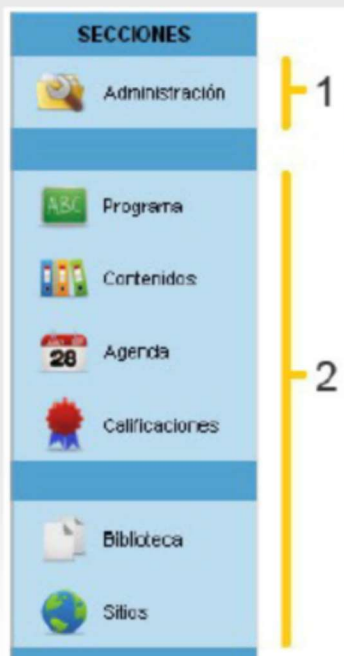 SECCIONES
Administración
1
ABC
Programa
Contenidos
28
Agenda
Calificaciones
2
Biblioteca
Sitios